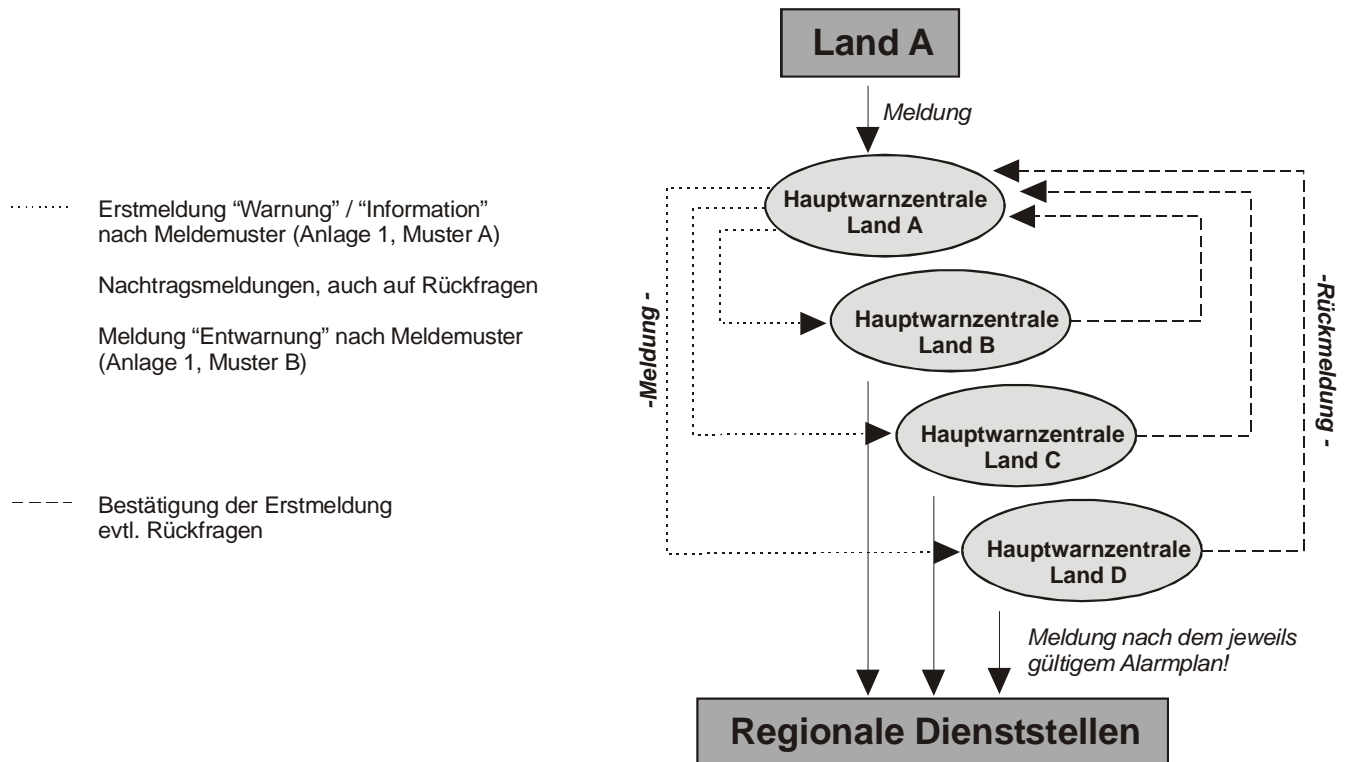 Land A
Meldung
Hauptwarnzentrale
Land A
Erstmeldung “Warnung” / “Information”
nach Meldemuster (Anlage 1, Muster A)
Nachtragsmeldungen, auch auf Rückfragen
Meldung “Entwarnung” nach Meldemuster
(Anlage 1, Muster B)
-Meldung -
Hauptwarnzentrale
Land B
-Rückmeldung -
Hauptwarnzentrale
Land C
Bestätigung der Erstmeldung
evtl. Rückfragen
Hauptwarnzentrale
Land D
Meldung nach dem jeweils
gültigem Alarmplan!
Regionale Dienststellen